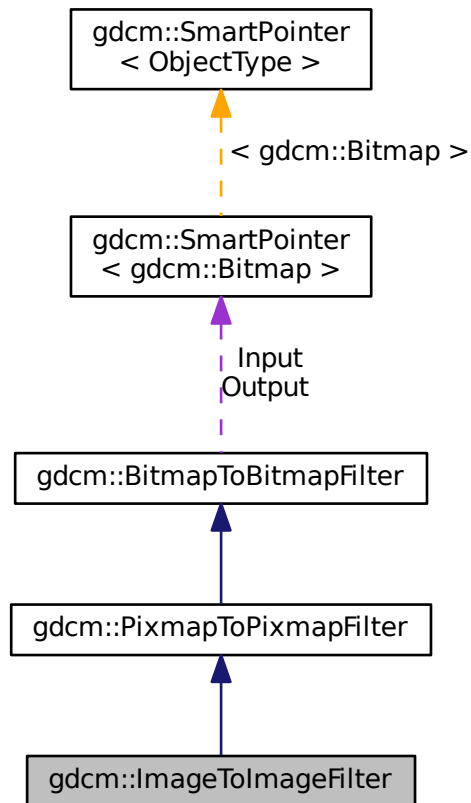 gdcm::SmartPointer
< ObjectType >
< gdcm::Bitmap >
gdcm::SmartPointer
< gdcm::Bitmap >
Input
Output
gdcm::BitmapToBitmapFilter
gdcm::PixmapToPixmapFilter
gdcm::ImageToImageFilter